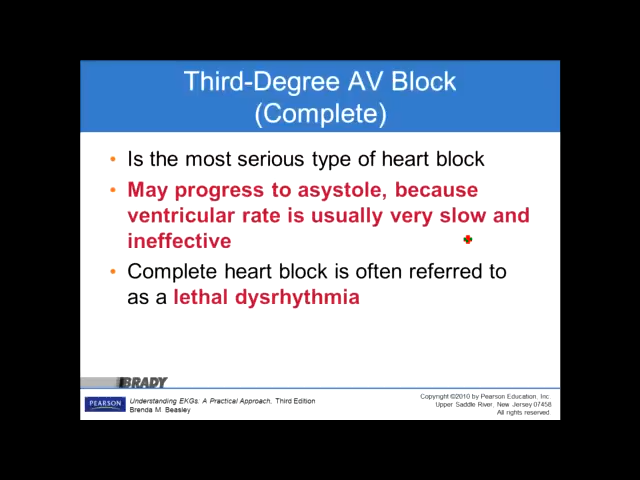 Third-Degree AV Block
(Complete)
• Is the most serious type of heart block
• May progress to asystole, because
ventricular rate is usually very slow and
ineffective
• Complete heart block is often referred to
as a lethal dysrhythmia
BRADY
PEARSON
Understanding EKGs: A Practical Approach, Third Edition
Brenda M. Beasley
Copyright ©2010 by Pearson Education, Inc.
Upper Saddle River, New Jersey 07458
All rights reserved.